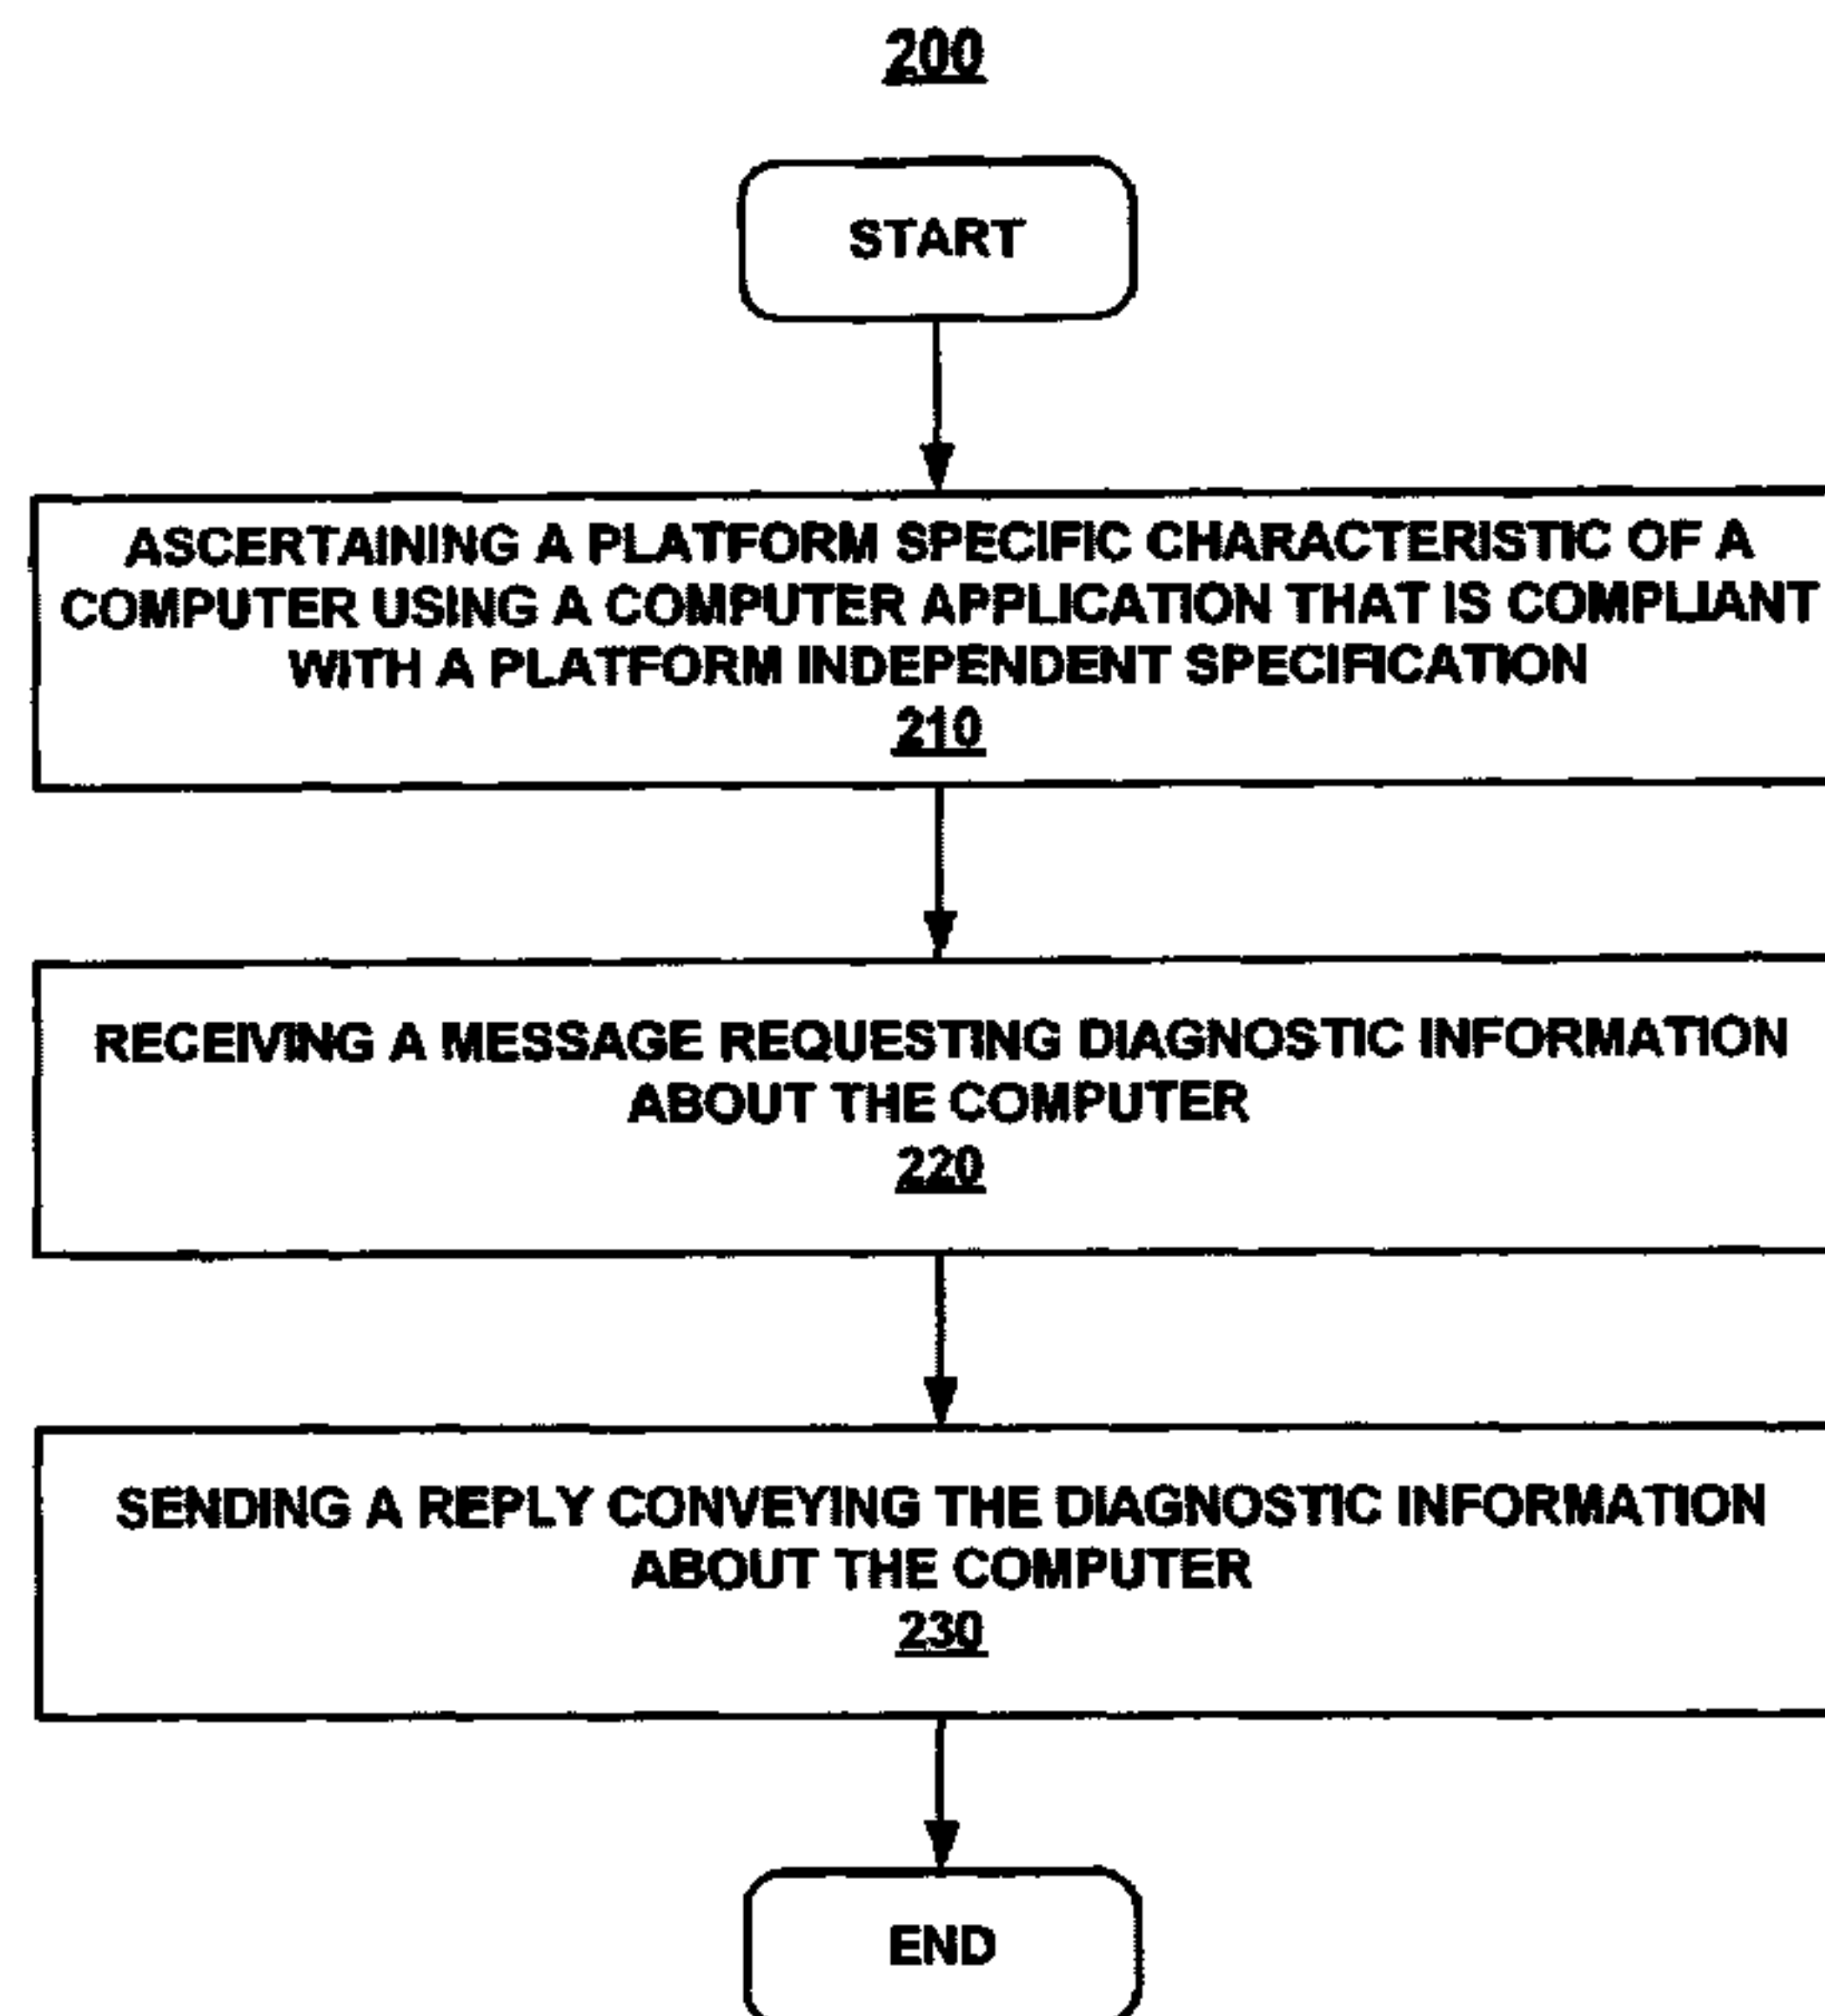 200
START
ASCERTAINING A PLATFORM SPECIFIC CHARACTERISTIC OF A
COMPUTER USING A COMPUTER APPLICATION THAT IS COMPLIANT
WITH A PLATFORM INDEPENDENT SPECIFICATION
210
RECEIVING A MESSAGE REQUESTING DIAGNOSTIC INFORMATION
ABOUT THE COMPUTER
220
SENDING A REPLY CONVEYING THE DIAGNOSTIC INFORMATION
ABOUT THE COMPUTER
230
END